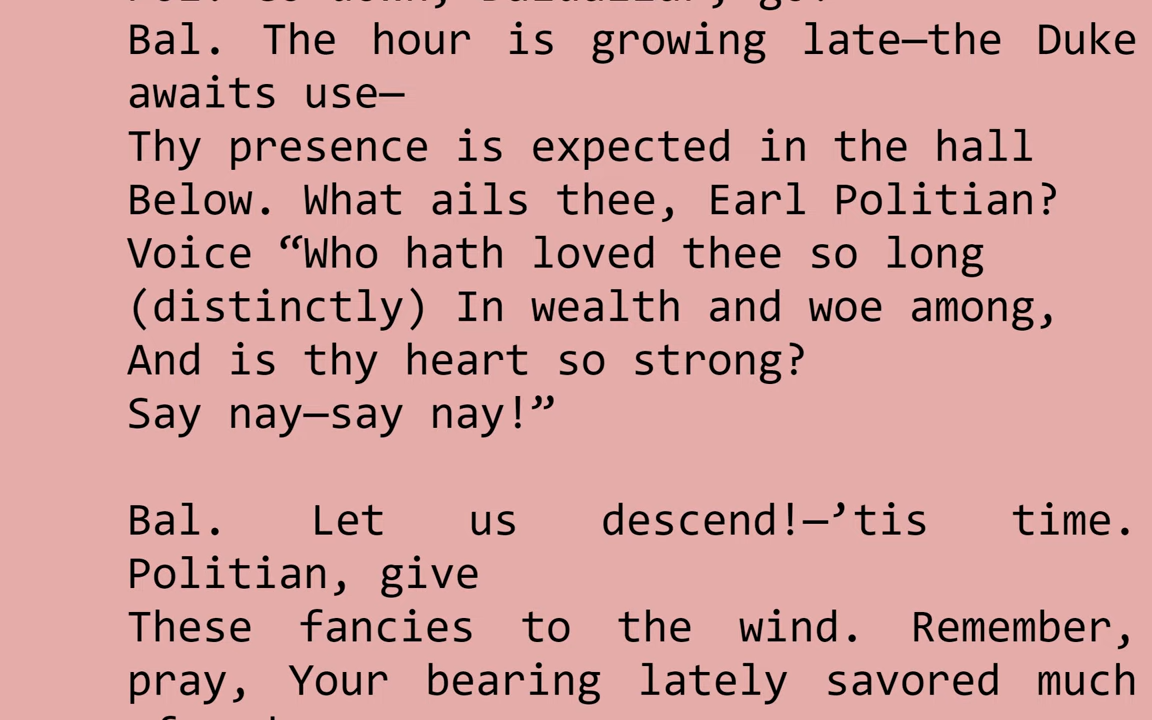 Bal. The hour is growing late—the Duke
awaits use—
Thy presence is expected in the hall
Below. What ails thee, Earl Politian?
Voice “Who hath loved thee so long
(distinctly) In wealth and woe among,
And is thy heart so strong?
Say nay—say nay!”
Bal. Let us descend!—’tis time.
Politian, give
These fancies to the wind. Remember,
pray, Your bearing lately savored much